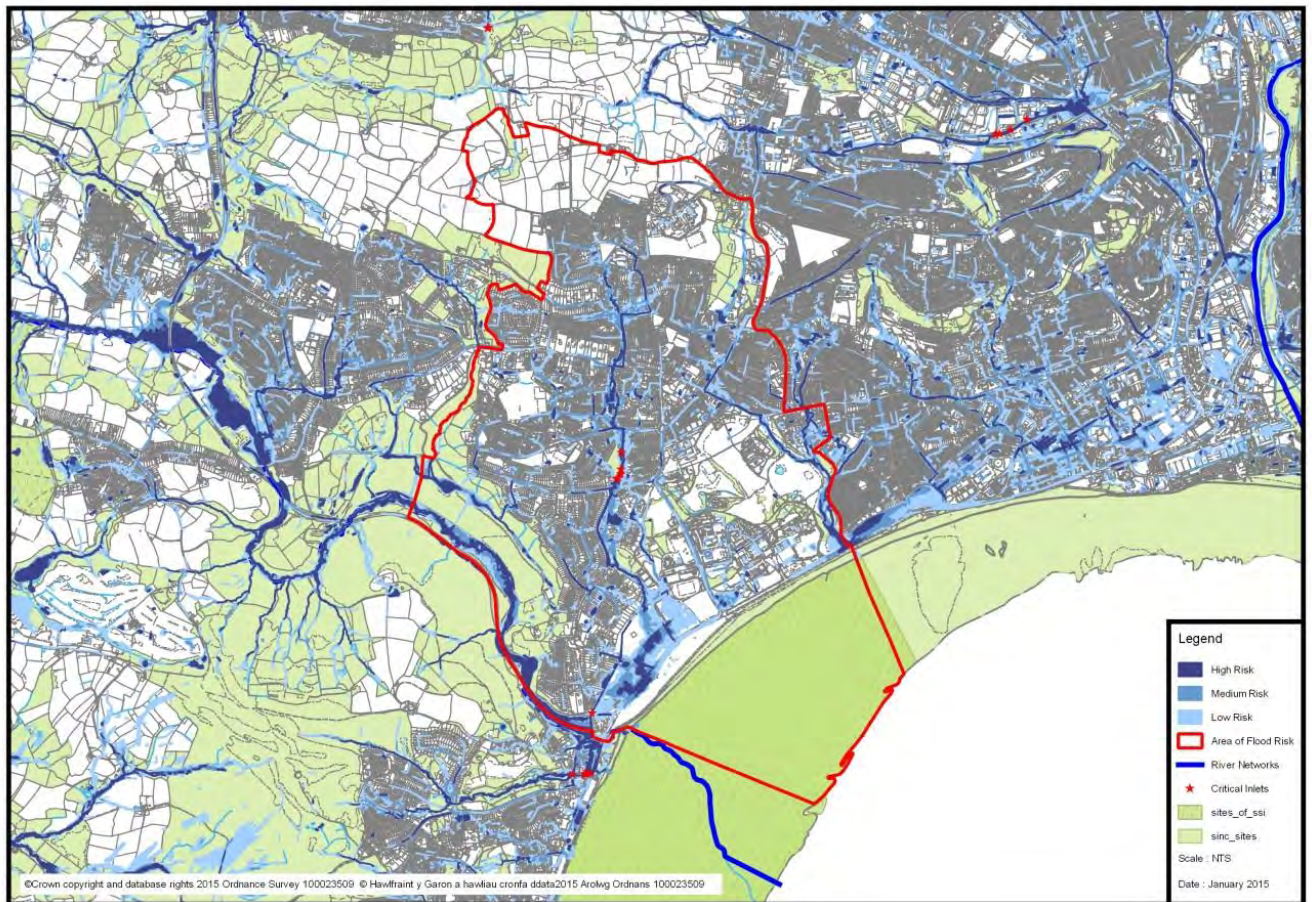 Legend
High Risk
Medium Risk
Low Risk
Area of Flood Risk
River Networks
Critical Inlets
sites_of_ssi
sinc_sites
Scale : NTS
Date : January 2015
©Crown copyright and database rights 2015 Ordnance Survey 100023509 © Hawlfraint y Garon a hawliau cronfa ddata2015 Arolwg Ordnans 100023509